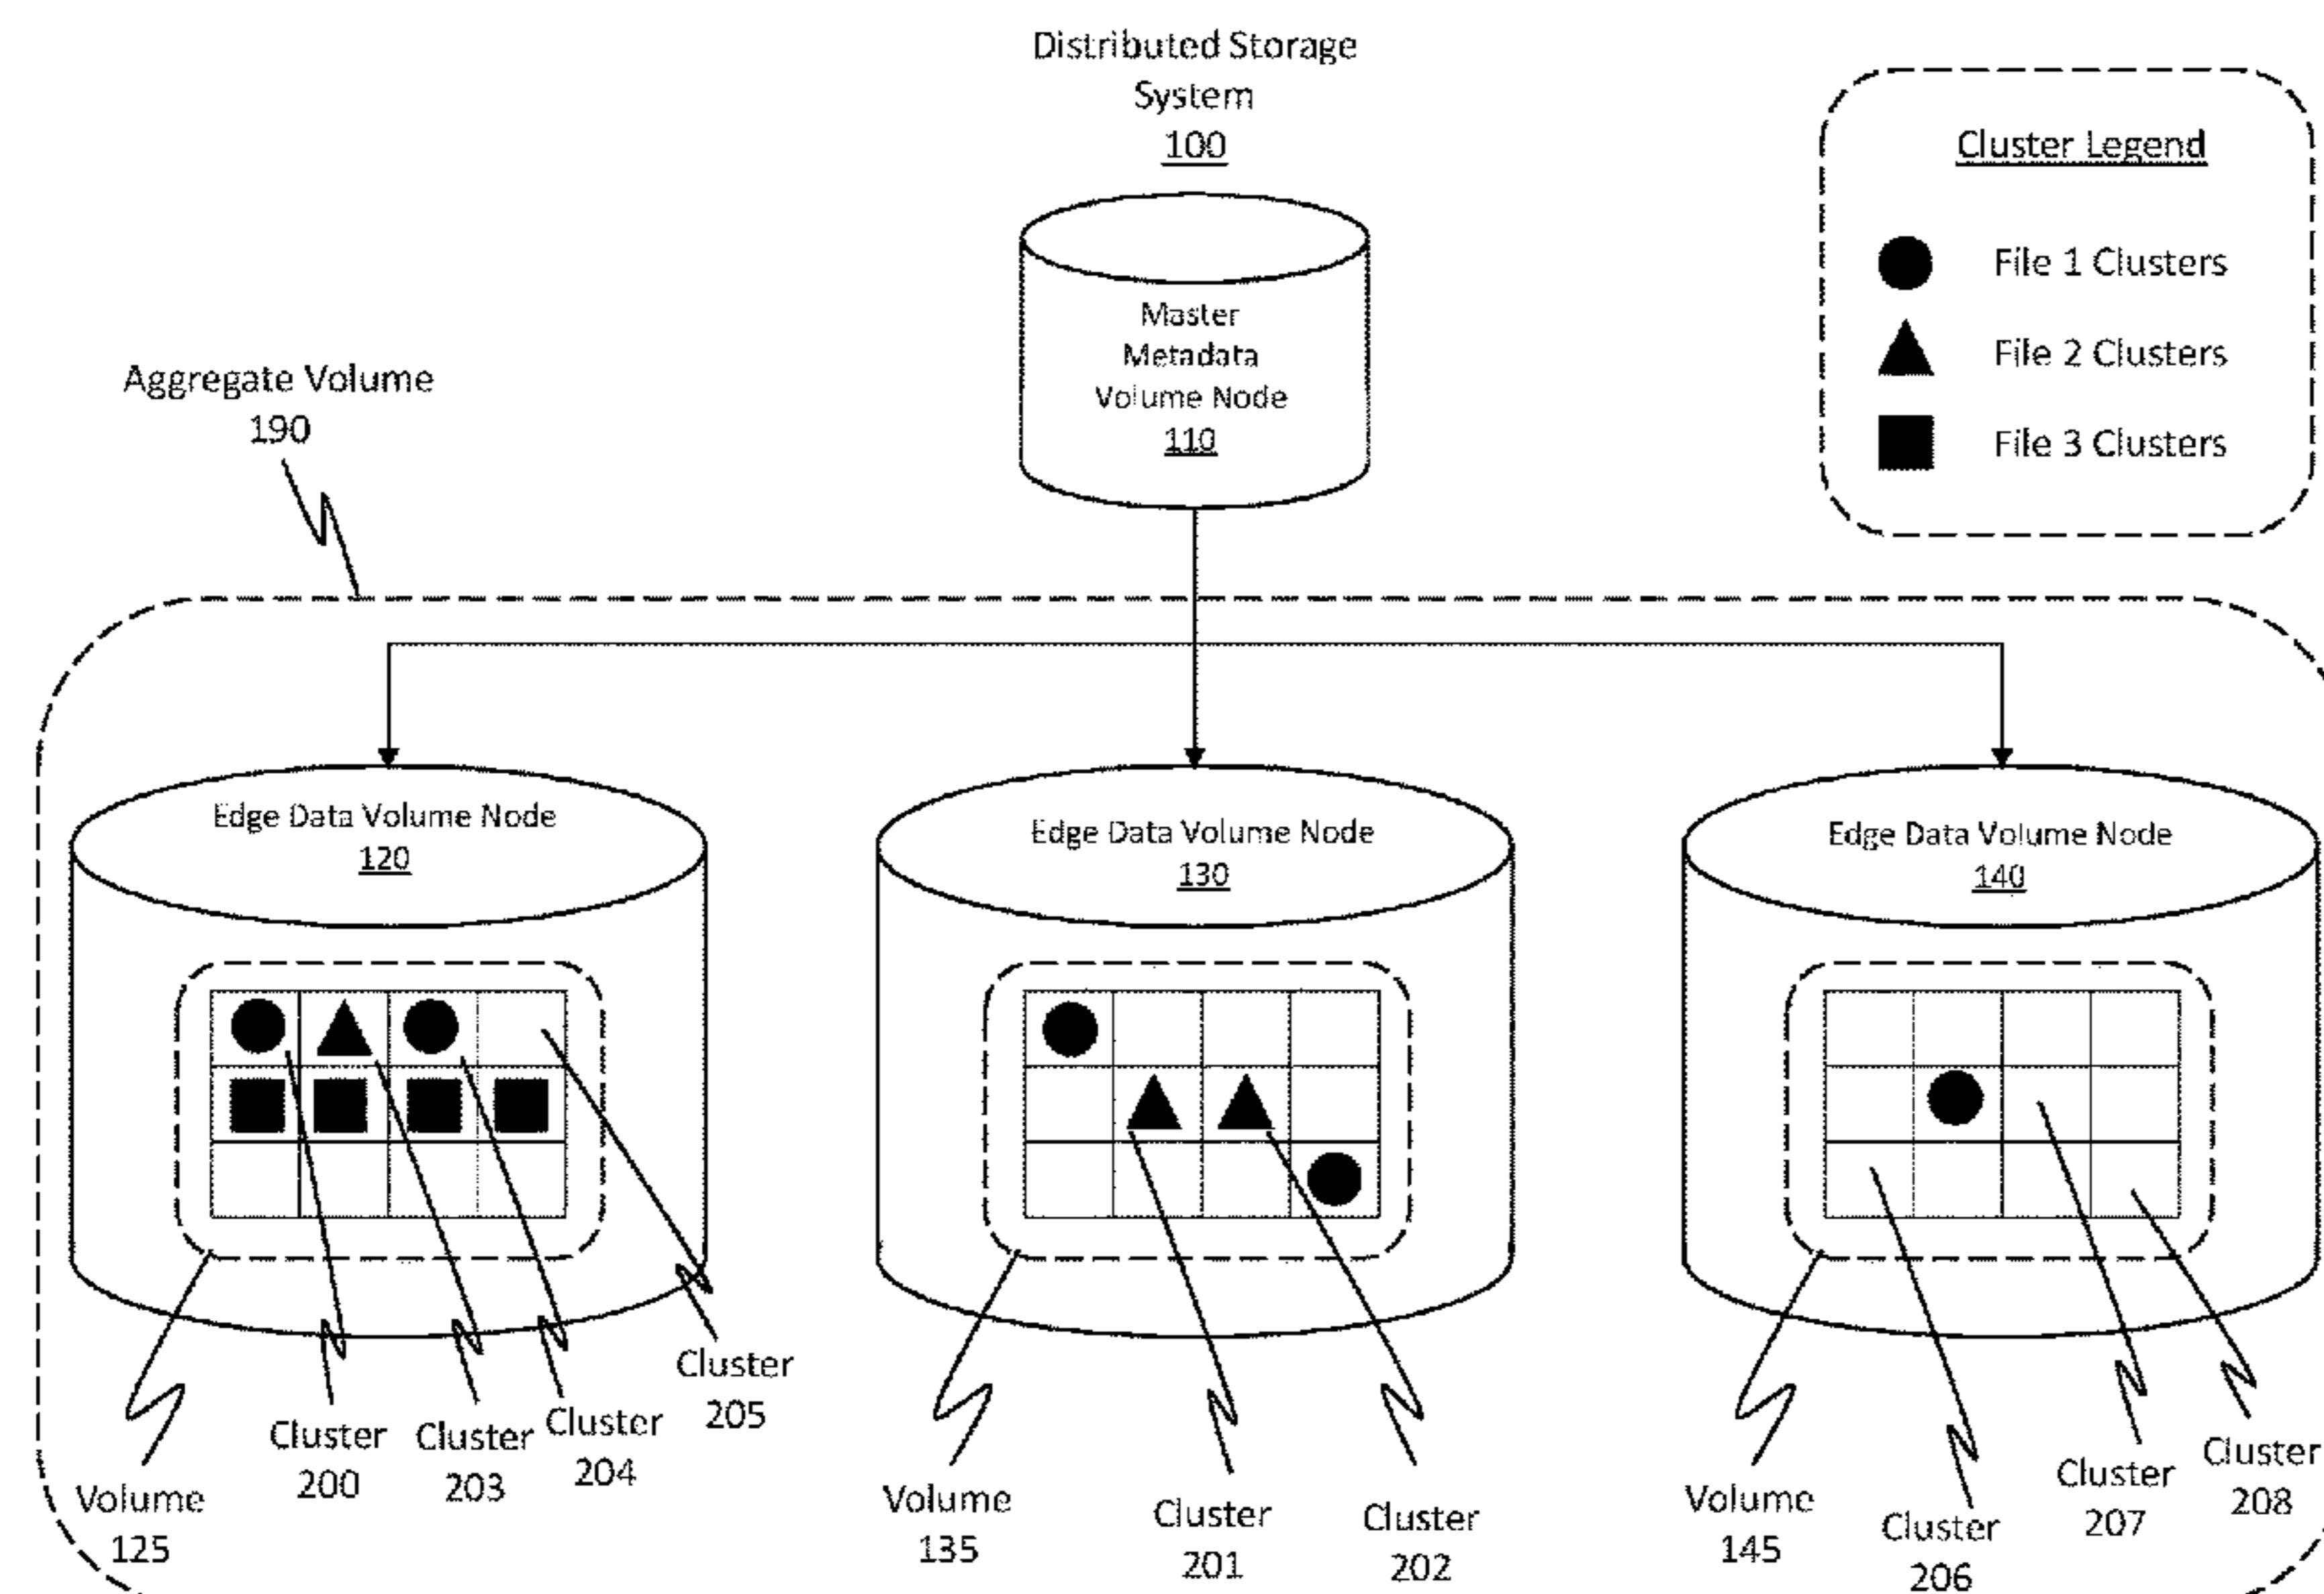 Distributed Storage
System
100
Cluster Legend
File 1 Clusters
File 2 Clusters
File 3 Clusters
Master
Metadata
Volume Node
110
Aggregate Volume
190
Edge Data Volume Node
120
Edge Data Volume Node
130
Edge Data Volume Node
140
Volume
125
Cluster
200
Cluster
203
Cluster
204
Cluster
205
Volume
135
Cluster
201
Cluster
202
Volume
145
Cluster
206
Cluster
207
Cluster
208